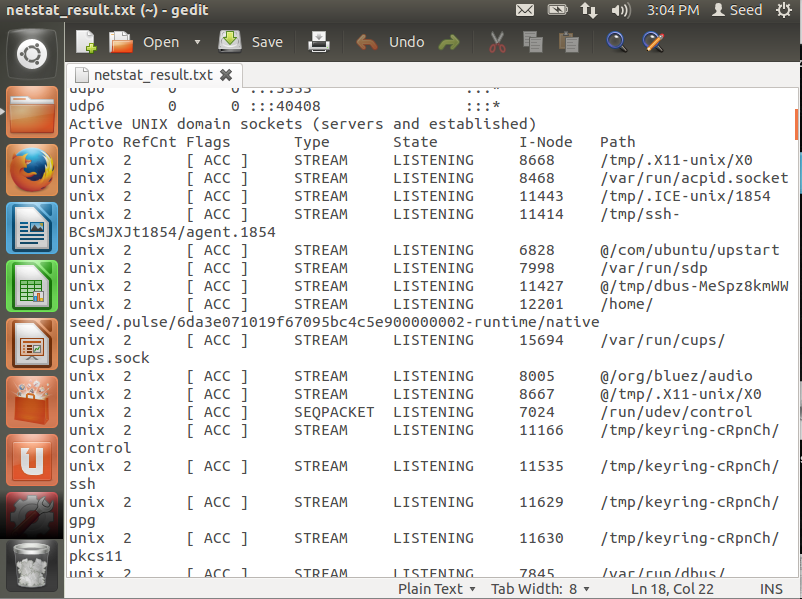 netstat_result.txt (~) - gedit 3:04 PM Seed
Open Save Undo
netstat_result.txt
udp6 0 0 :::5353 :::*
udp6 0 0 :::40408 :::*
Active UNIX domain sockets (servers and established)
Proto RefCnt Flags Type State I-Node Path
unix 2 [ ACC ] STREAM LISTENING 8668 /tmp/.X11-unix/X0
unix 2 [ ACC ] STREAM LISTENING 8468 /var/run/acpid.socket
unix 2 [ ACC ] STREAM LISTENING 11443 /tmp/.ICE-unix/1854
unix 2 [ ACC ] STREAM LISTENING 11414 /tmp/ssh-
BCsMJXJt1854/agent.1854
unix 2 [ ACC ] STREAM LISTENING 6828 @/com/ubuntu/upstart
unix 2 [ ACC ] STREAM LISTENING 7998 /var/run/sdp
unix 2 [ ACC ] STREAM LISTENING 11427 @/tmp/dbus-MeSpz8kmWW
unix 2 [ ACC ] STREAM LISTENING 12201 /home/
seed/.pulse/6da3e071019f67095bc4c5e900000002-runtime/native
unix 2 [ ACC ] STREAM LISTENING 15694 /var/run/cups/
cups.sock
unix 2 [ ACC ] STREAM LISTENING 8005 @/org/bluez/audio
unix 2 [ ACC ] STREAM LISTENING 8667 @/tmp/.X11-unix/X0
unix 2 [ ACC ] SEQPACKET LISTENING 7024 /run/udev/control
unix 2 [ ACC ] STREAM LISTENING 11166 /tmp/keyring-cRpnCh/
control
unix 2 [ ACC ] STREAM LISTENING 11535 /tmp/keyring-cRpnCh/
ssh
unix 2 [ ACC ] STREAM LISTENING 11629 /tmp/keyring-cRpnCh/
gpg
unix 2 [ ACC ] STREAM LISTENING 11630 /tmp/keyring-cRpnCh/
pkcs11
unix 2 [ ACC ] STREAM LISTENING 7845 /var/run/dbus/
Plain Text Tab Width: 8 Ln 18, Col 22 INS